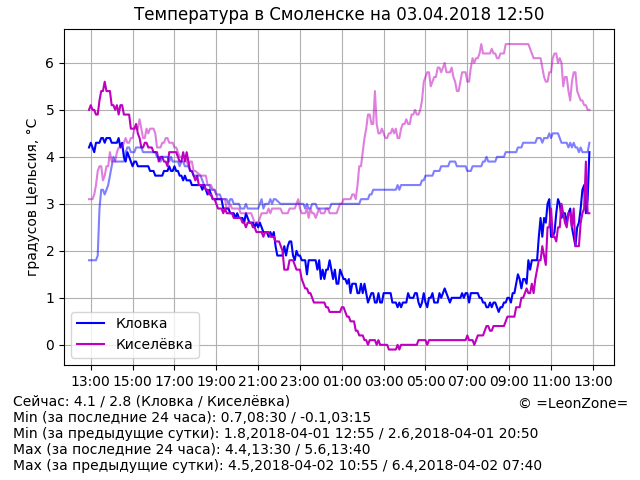 Температура в Смоленске на 03.04.2018 12:50
градусов Цельсия, °C
6
5
4
3
2
1
0
Кловка
Киселёвка
13:00 15:00 17:00 19:00 21:00 23:00 01:00 03:00 05:00 07:00 09:00 11:00 13:00
Сейчас: 4.1 / 2.8 (Кловка / Киселёвка)
© =LeonZone=
Min (за последние 24 часа): 0.7,08:30 / -0.1,03:15
Min (за предыдущие сутки): 1.8,2018-04-01 12:55 / 2.6,2018-04-01 20:50
Max (за последние 24 часа): 4.4,13:30 / 5.6,13:40
Max (за предыдущие сутки): 4.5,2018-04-02 10:55 / 6.4,2018-04-02 07:40